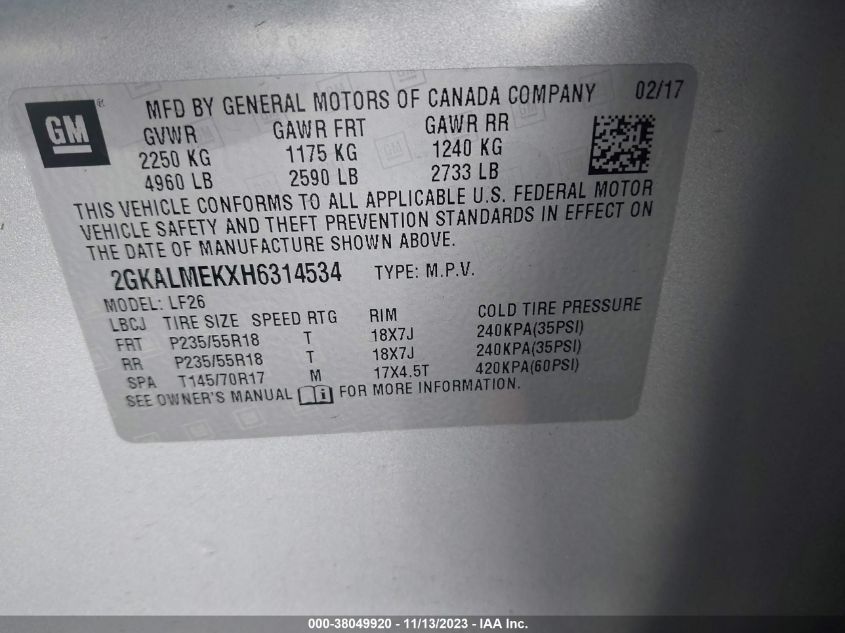 GM
®
MFD BY GENERAL MOTORS OF CANADA COMPANY 02/17
GVWR GAWR FRT GAWR RR
2250 KG 1175 KG 1240 KG
4960 LB 2590 LB 2733 LB
THIS VEHICLE CONFORMS TO ALL APPLICABLE U.S. FEDERAL MOTOR
VEHICLE SAFETY AND THEFT PREVENTION STANDARDS IN EFFECT ON
THE DATE OF MANUFACTURE SHOWN ABOVE.
2GKALMEKXH6314534 TYPE: M.P.V.
MODEL: LF26
LBCJ TIRE SIZE SPEED RTG RIM COLD TIRE PRESSURE
FRT P235/55R18 T 18X7J 240KPA(35PSI)
RR P235/55R18 T 18X7J 240KPA(35PSI)
SPA T145/70R17 M 17X4.5T 420KPA(60PSI)
SEE OWNER'S MANUAL i FOR MORE INFORMATION.
000-38049920 - 11/13/2023 - IAA Inc.